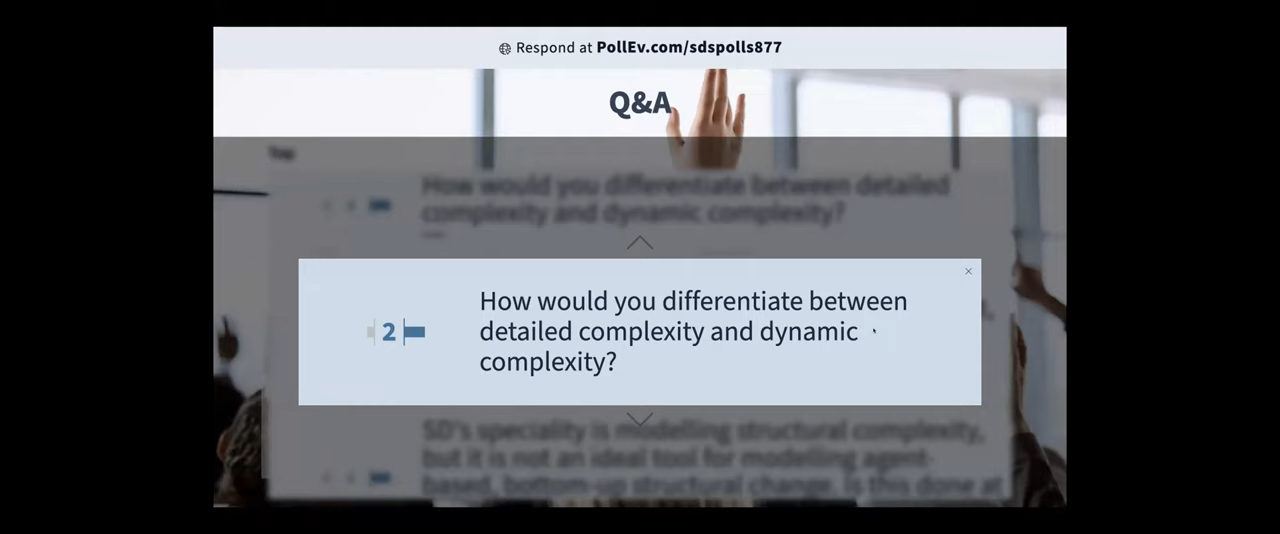 Respond at PollEv.com/sdspolls877
Q&A
Top
How would you differentiate between detailed
complexity and dynamic complexity?
How would you differentiate between
detailed complexity and dynamic
complexity?
2
SD's speciality is modelling structural complexity,
but it is not an ideal tool for modelling agent-
based, bottom-up structural change. Is this done at